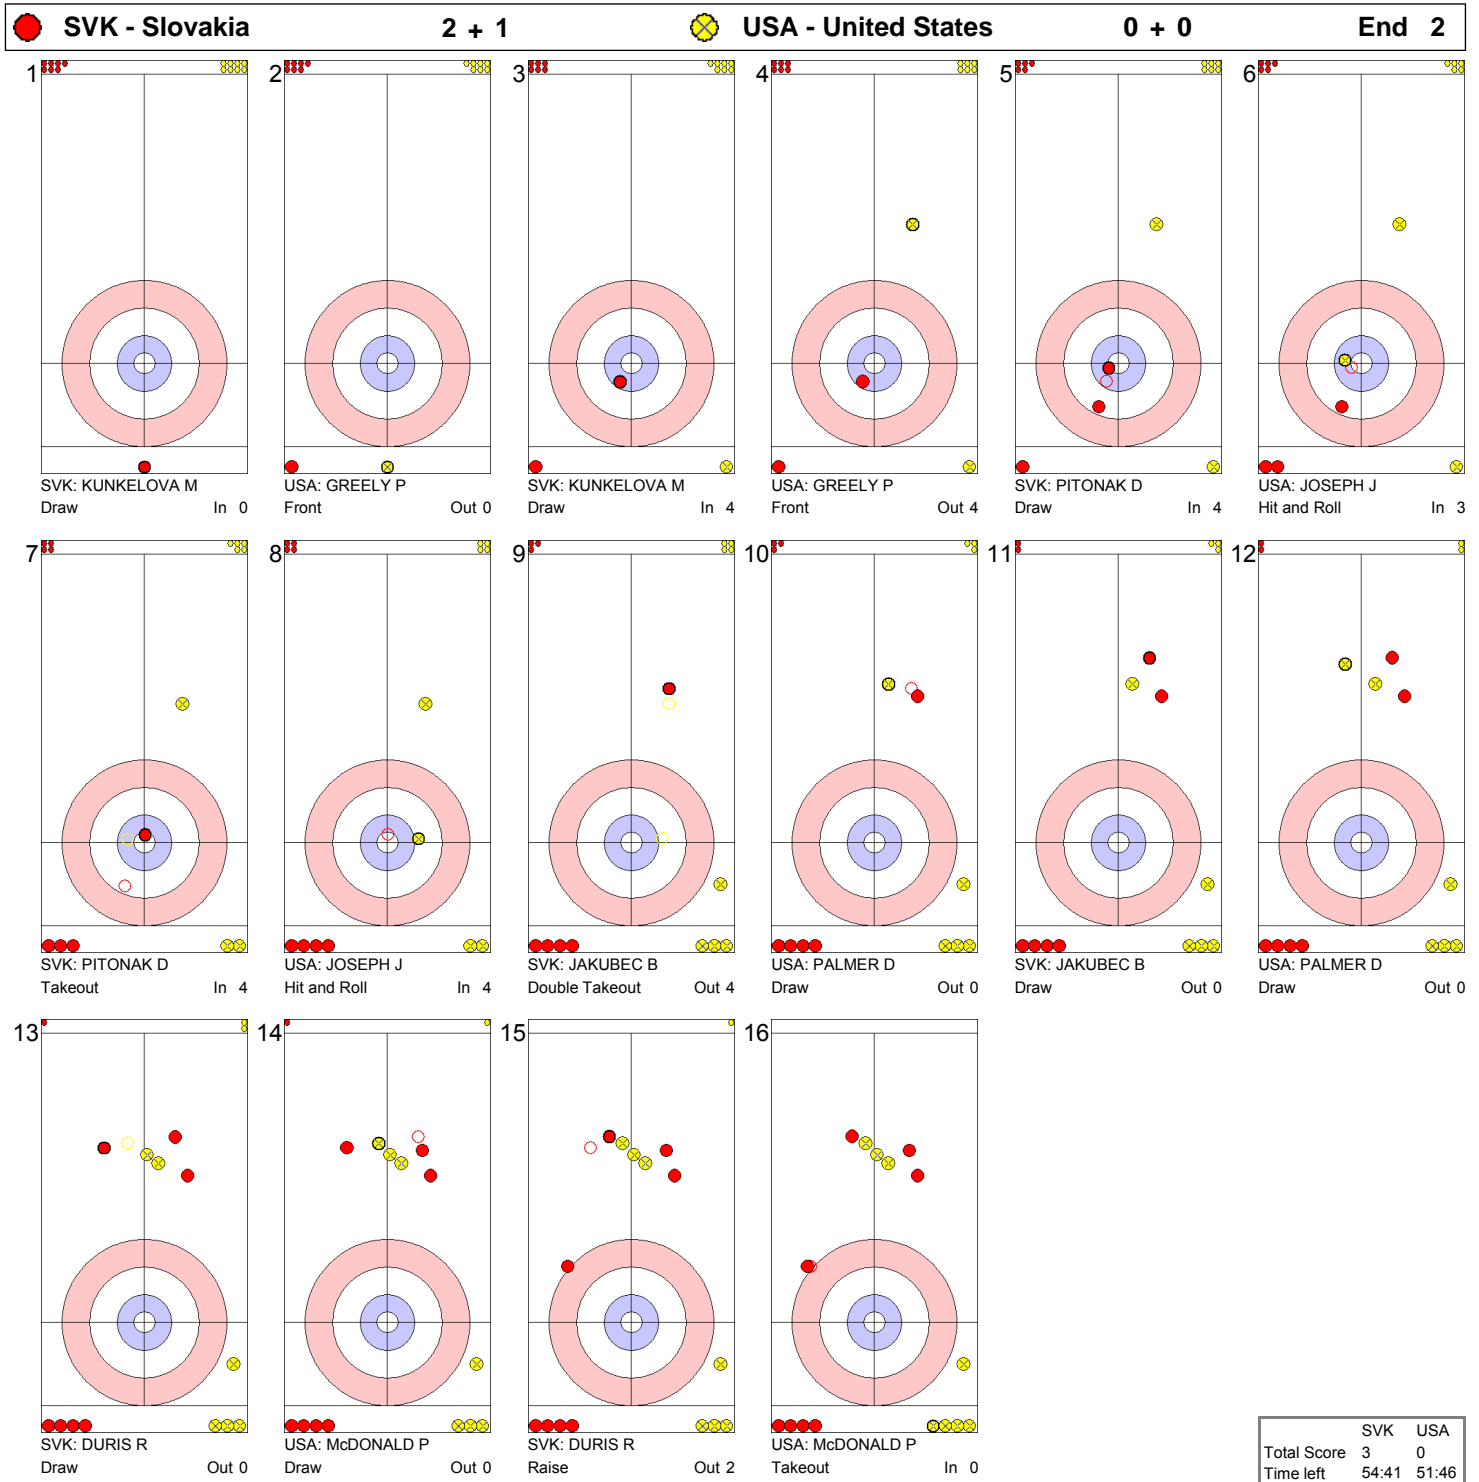 SVK - Slovakia 2 + 1 USA - United States 0 + 0 End 2
1 2 3 4 5 6
SVK: KUNKELOVA M USA: GREELY P SVK: KUNKELOVA M USA: GREELY P SVK: PITONAK D USA: JOSEPH J
Draw In 0 Front Out 0 Draw In 4 Front Out 4 Draw In 4 Hit and Roll In 3
7 8 9 10 11 12
SVK: PITONAK D USA: JOSEPH J SVK: JAKUBEC B USA: PALMER D SVK: JAKUBEC B USA: PALMER D
Takeout In 4 Hit and Roll In 4 Double Takeout Out 4 Draw Out 0 Draw Out 0 Draw Out 0
13 14 15 16
SVK: DURIS R USA: McDONALD P SVK: DURIS R USA: McDONALD P
Draw Out 0 Draw Out 0 Raise Out 2 Takeout In 0
SVK USA
Total Score 3 0
Time left 54:41 51:46